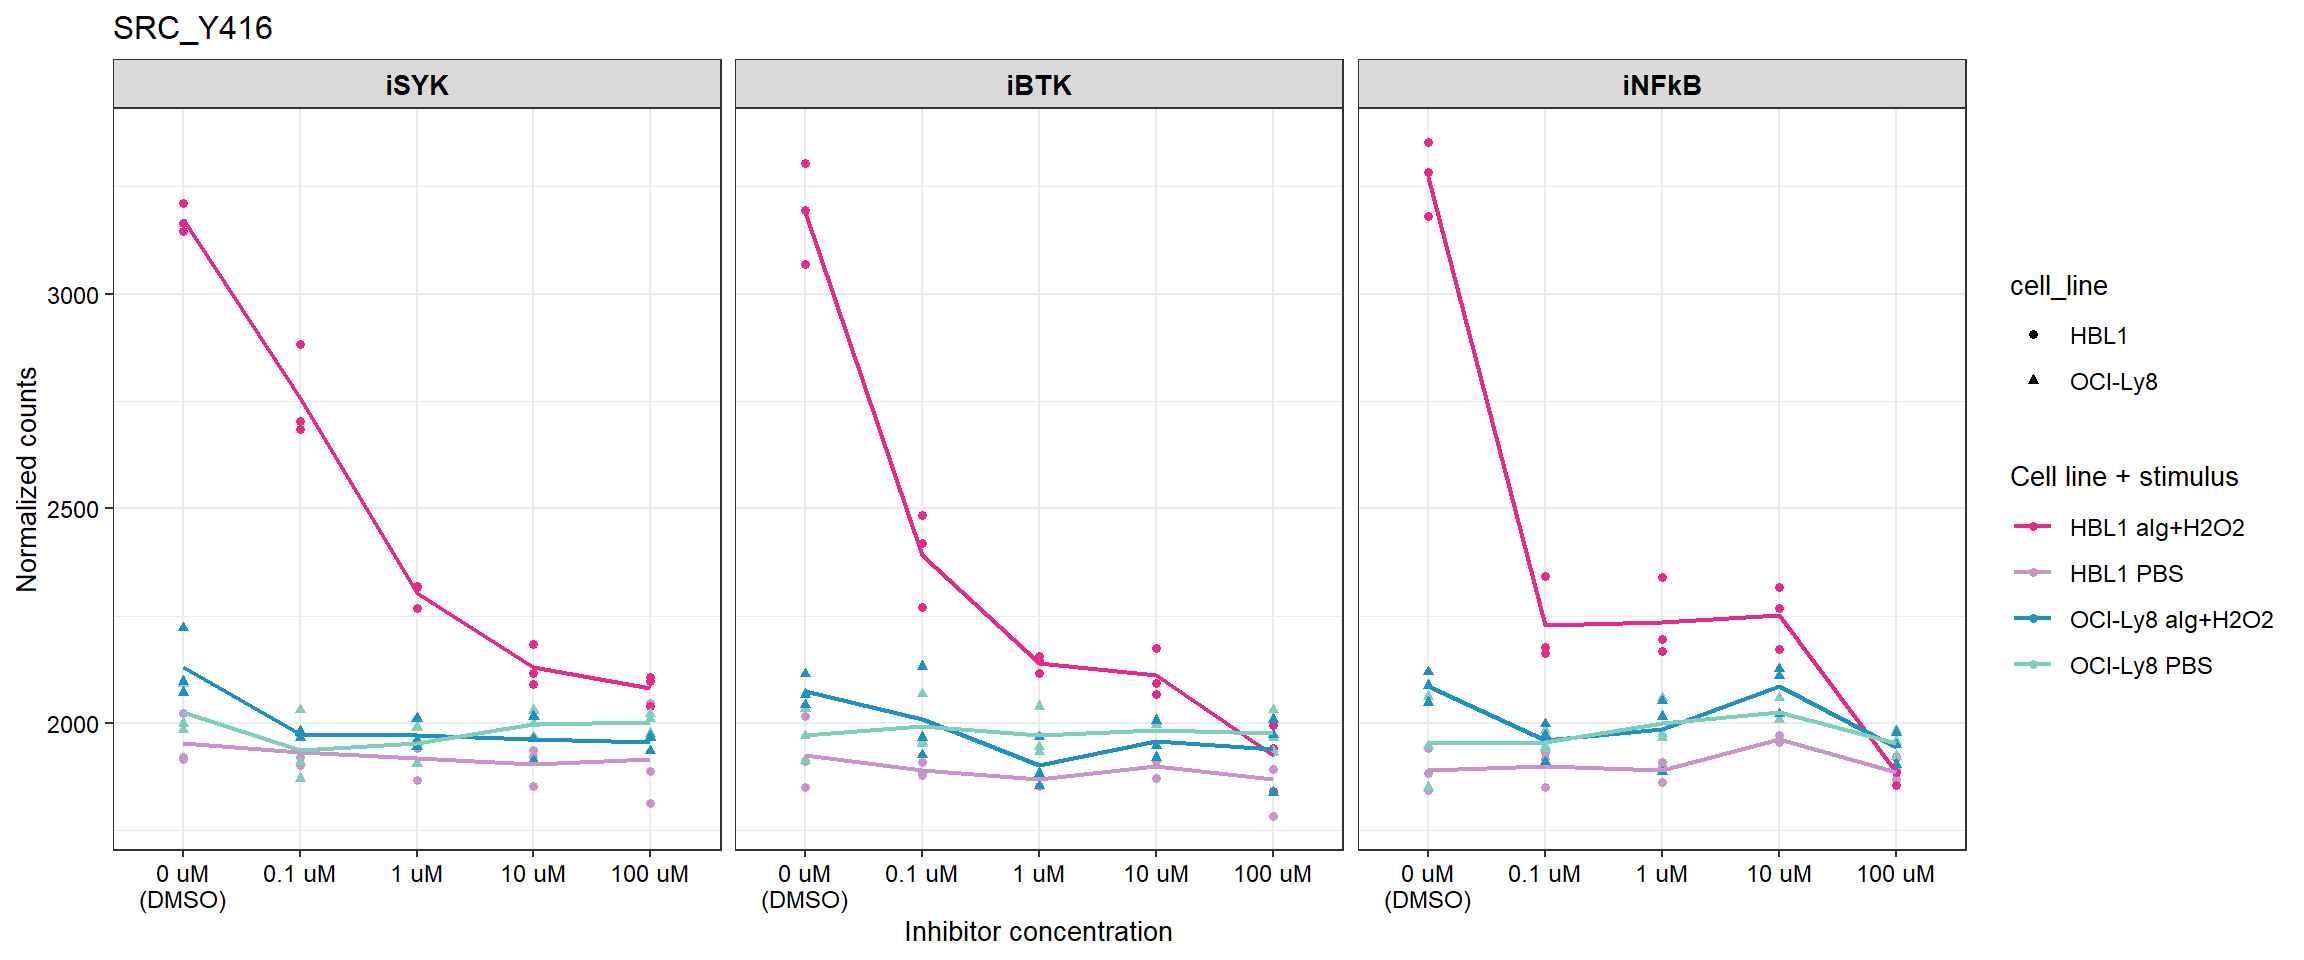 SRC_Y416
iSYK
iBTK
iNFkB
Normalized counts
3000
2500
2000
0 uM
(DMSO)
0.1 uM
1 uM
10 uM
100 uM
0 uM
(DMSO)
0.1 uM
1 uM
10 uM
100 uM
0 uM
(DMSO)
0.1 uM
1 uM
10 uM
100 uM
Inhibitor concentration
cell_line
HBL1
OCI-Ly8
Cell line + stimulus
HBL1 aIg+H2O2
HBL1 PBS
OCI-Ly8 aIg+H2O2
OCI-Ly8 PBS